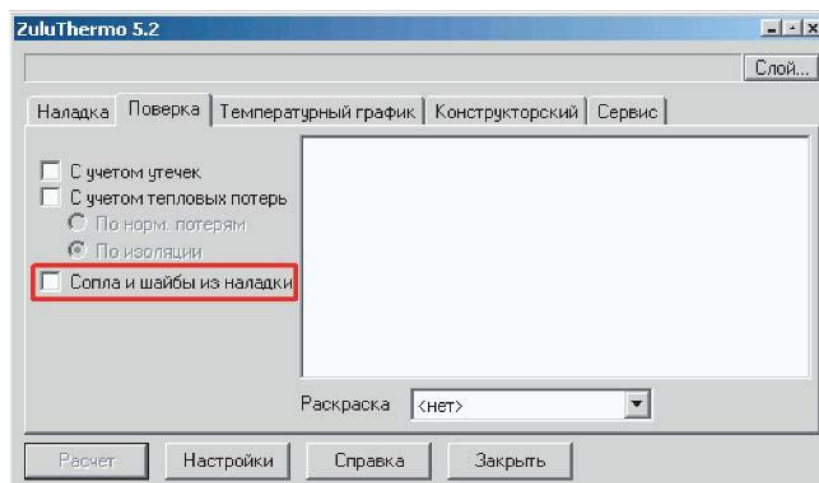 ZuluThermo 5.2
Слой...
Наладка Поверка Температурный график Конструкторский Сервис
С учетом утечек
С учетом тепловых потерь
По норм. потерям
По изоляции
Сопла и шайбы из наладки
Раскраска <нет>
Расчет Настройки Справка Закрыть